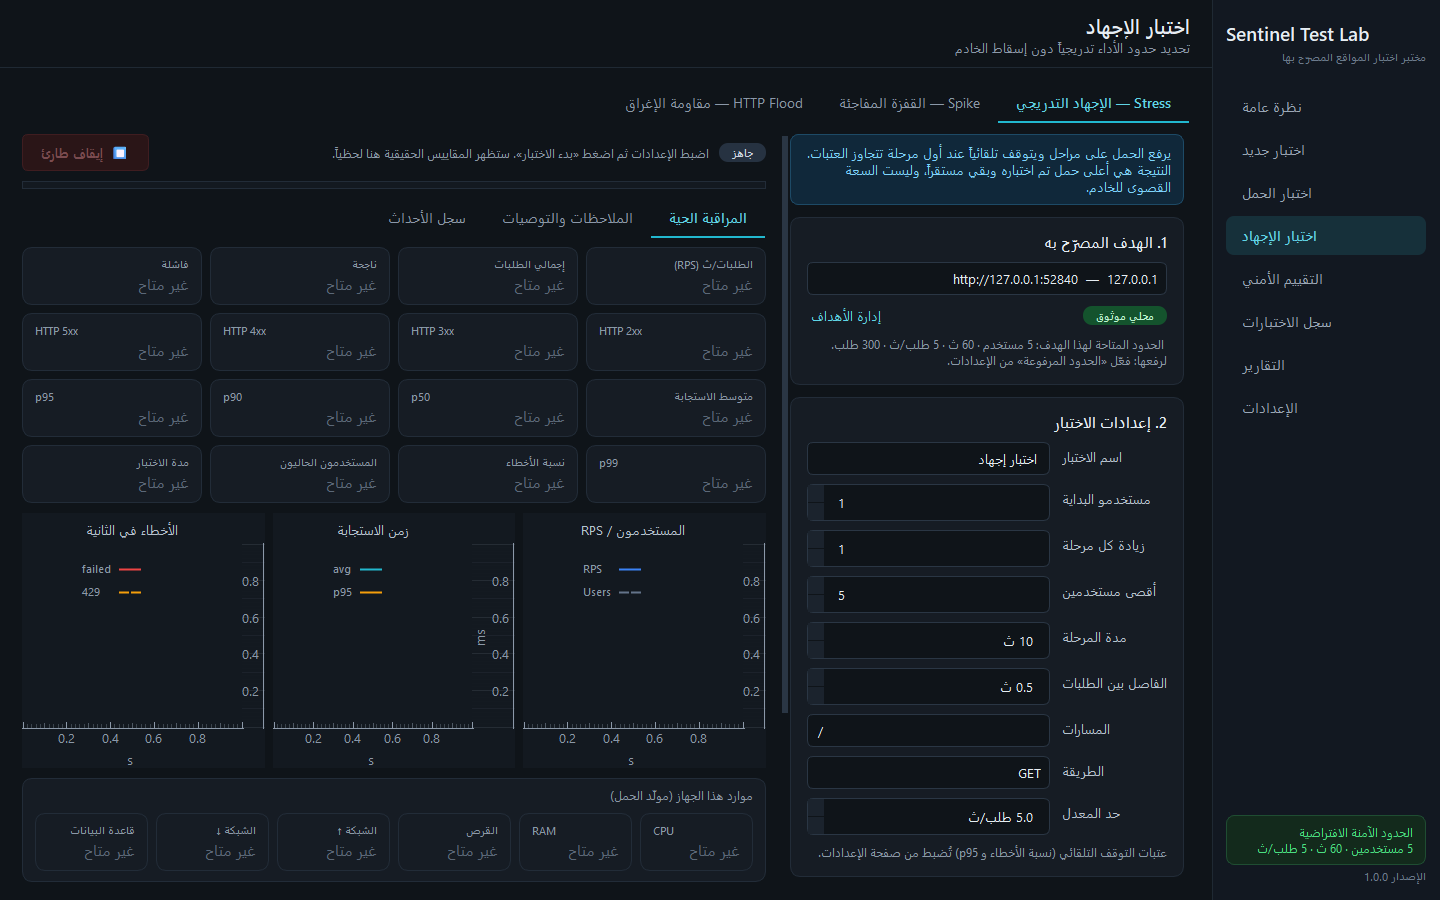 Sentinel Test Lab
مختبر اختبار المواقع المصرّح بها
نظرة عامة
اختبار جديد
اختبار الحمل
اختبار الإجهاد
التقييم الأمني
سجل الاختبارات
التقارير
الإعدادات
الحدود الآمنة الافتراضية
5 مستخدمين · 60 ث · 5 طلب/ث
الإصدار 1.0.0
اختبار الإجهاد
تحديد حدود الأداء تدريجياً دون إسقاط الخادم
Stress — الإجهاد التدريجي
Spike — القفزة المفاجئة
HTTP Flood — مقاومة الإغراق
يرفع الحمل على مراحل ويتوقف تلقائياً عند أول مرحلة تتجاوز العتبات.
النتيجة هي أعلى حمل تم اختباره وبقي مستقراً، وليست السعة
القصوى للخادم.
1. الهدف المصرّح به
127.0.0.1 — http://127.0.0.1:52840
محلي موثوق
إدارة الأهداف
الحدود المتاحة لهذا الهدف: 5 مستخدم · 60 ث · 5 طلب/ث · 300 طلب.
لرفعها: فعّل «الحدود المرفوعة» من الإعدادات.
2. إعدادات الاختبار
اسم الاختبار
اختبار إجهاد
مستخدمو البداية
1
زيادة كل مرحلة
1
أقصى مستخدمين
5
مدة المرحلة
10 ث
الفاصل بين الطلبات
0.5 ث
المسارات
/
الطريقة
GET
حد المعدل
5.0 طلب/ث
عتبات التوقف التلقائي (نسبة الأخطاء و p95) تُضبط من صفحة الإعدادات.
جاهز
اضبط الإعدادات ثم اضغط «بدء الاختبار». ستظهر المقاييس الحقيقية هنا لحظياً.
إيقاف طارئ
المراقبة الحية
الملاحظات والتوصيات
سجل الأحداث
الطلبات/ث (RPS)
غير متاح
إجمالي الطلبات
غير متاح
ناجحة
غير متاح
فاشلة
غير متاح
HTTP 2xx
غير متاح
HTTP 3xx
غير متاح
HTTP 4xx
غير متاح
HTTP 5xx
غير متاح
متوسط الاستجابة
غير متاح
p50
غير متاح
p90
غير متاح
p95
غير متاح
p99
غير متاح
نسبة الأخطاء
غير متاح
المستخدمون الحاليون
غير متاح
مدة الاختبار
غير متاح
المستخدمون / RPS
RPS
Users
0.8
0.6
0.4
0.2
0.2 0.4 0.6 0.8
s
زمن الاستجابة
avg
p95
ms
0.8
0.6
0.4
0.2
0.2 0.4 0.6 0.8
s
الأخطاء في الثانية
failed
429
0.8
0.6
0.4
0.2
0.2 0.4 0.6 0.8
s
موارد هذا الجهاز (مولّد الحمل)
CPU
غير متاح
RAM
غير متاح
القرص
غير متاح
الشبكة ↑
غير متاح
الشبكة ↓
غير متاح
قاعدة البيانات
غير متاح